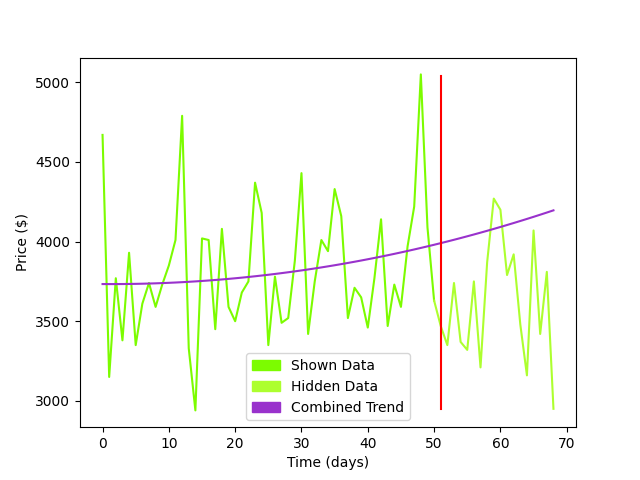 5000
4500
4000
3500
3000
Price ($)
Shown Data
Hidden Data
Combined Trend
0 10 20 30 40 50 60 70
Time (days)